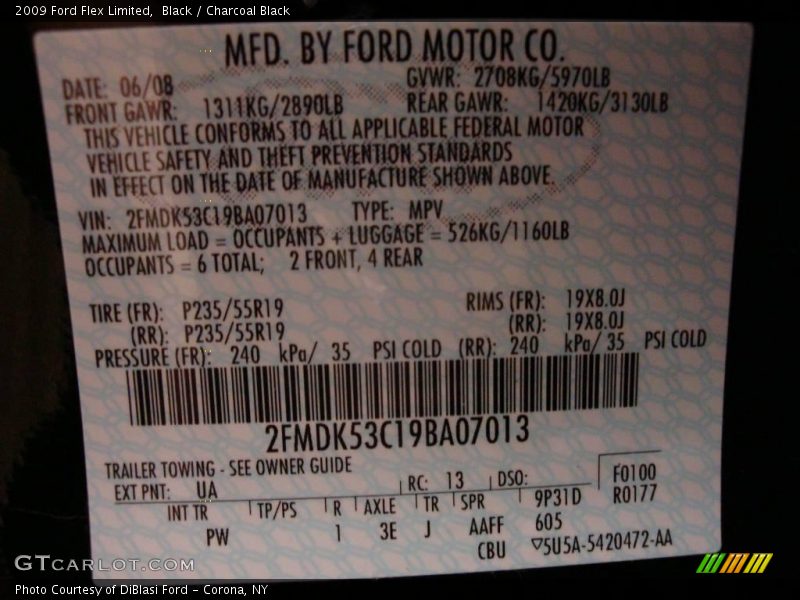 2009 Ford Flex Limited,  Black / Charcoal Black
MFD. BY FORD MOTOR CO.
DATE: 06/08 GVWR: 2708KG/5970LB
FRONT GAWR: 1311KG/2890LB REAR GAWR: 1420KG/3130LB
THIS VEHICLE CONFORMS TO ALL APPLICABLE FEDERAL MOTOR
VEHICLE SAFETY AND THEFT PREVENTION STANDARDS
IN EFFECT ON THE DATE OF MANUFACTURE SHOWN ABOVE.
VIN: 2FMDK53C19BA07013 TYPE: MPV
MAXIMUM LOAD = OCCUPANTS + LUGGAGE = 526KG/1160LB
OCCUPANTS = 6 TOTAL; 2 FRONT, 4 REAR
TIRE (FR): P235/55R19 RIMS (FR): 19X8.0J
(RR): P235/55R19 (RR): 19X8.0J
PRESSURE (FR): 240 kPa/ 35 PSI COLD (RR): 240 kPa/ 35 PSI COLD
2FMDK53C19BA07013
TRAILER TOWING - SEE OWNER GUIDE
EXT PNT: UA RC: 13 DSO: F0100
R0177
INT TR TP/PS R AXLE TR SPR 9P31D
PW 1 3E J AAFF 605
CBU ▽5U5A-5420472-AA
GTCARLOT.COM
Photo Courtesy of DiBlasi Ford - Corona, NY